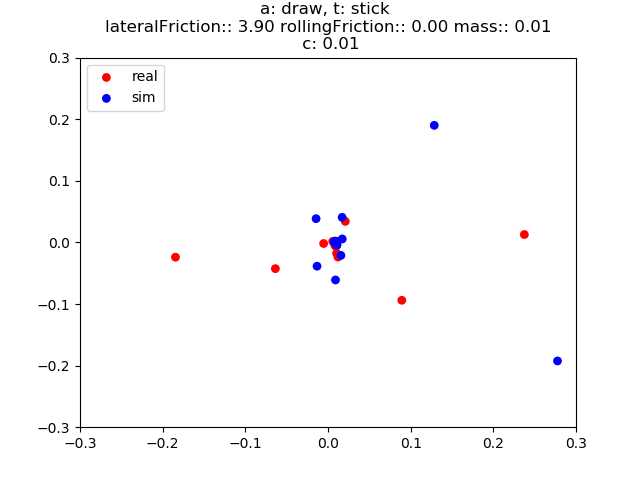 a: draw, t: stick
lateralFriction:: 3.90 rollingFriction:: 0.00 mass:: 0.01
c: 0.01
real
sim
0.3
0.2
0.1
0.0
−0.1
−0.2
−0.3
−0.3 −0.2 −0.1 0.0 0.1 0.2 0.3